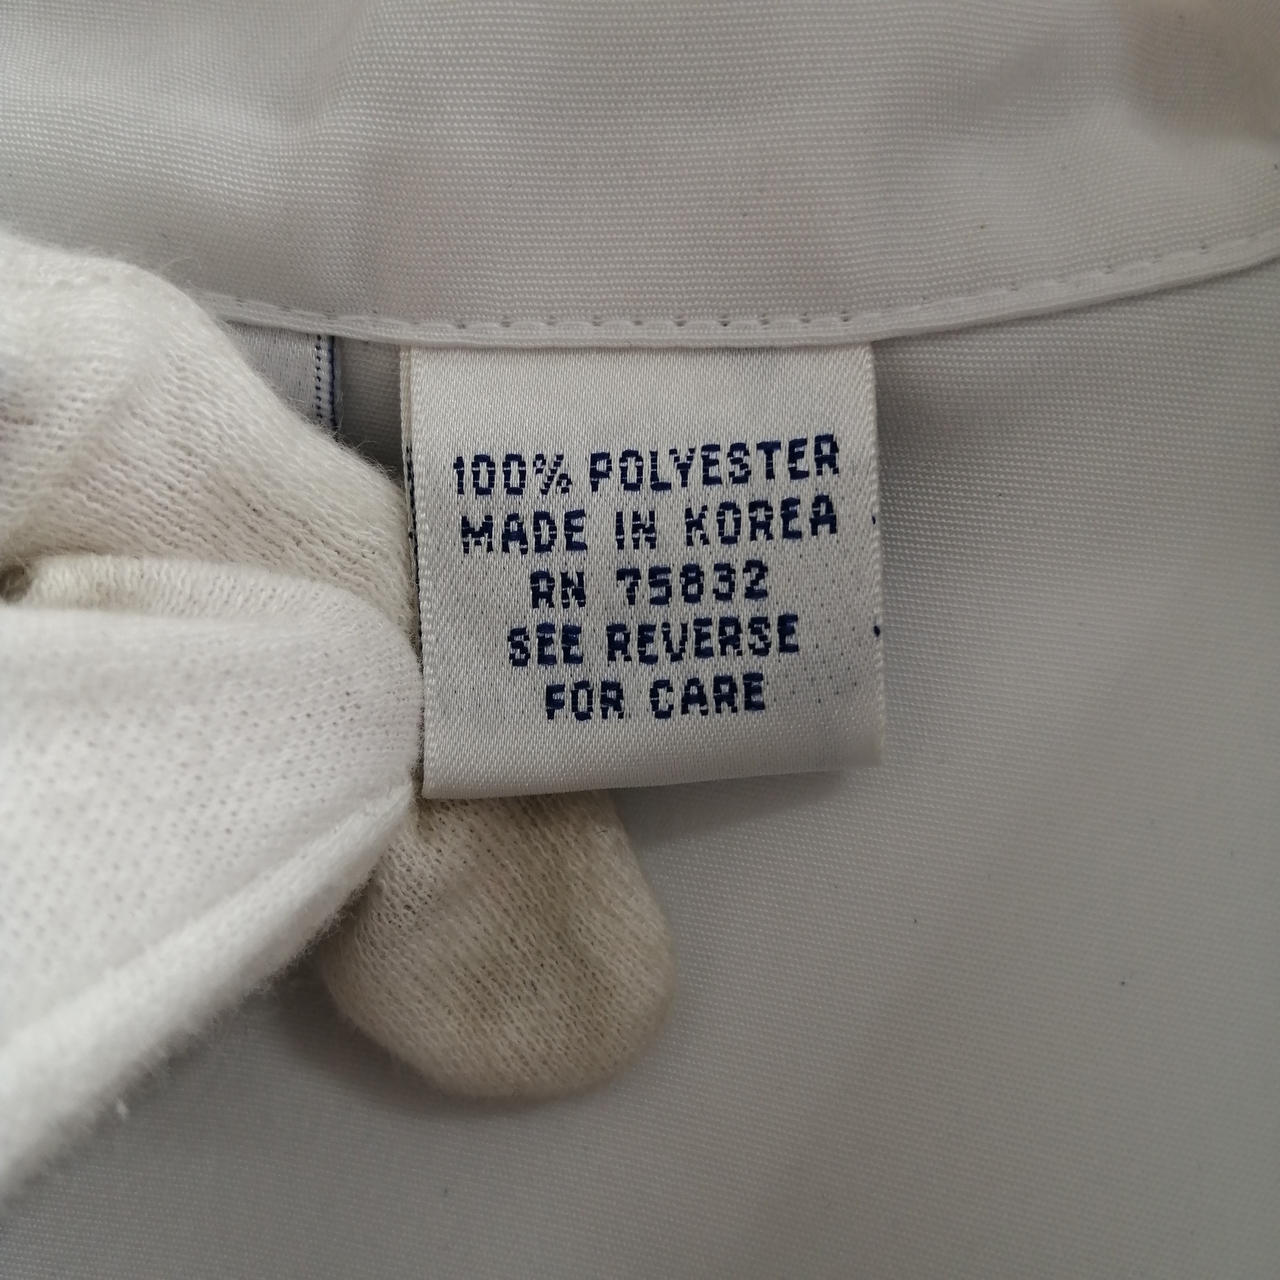 100% POLYESTER
MADE IN KOREA
RN 75832
SEE REVERSE
FOR CARE